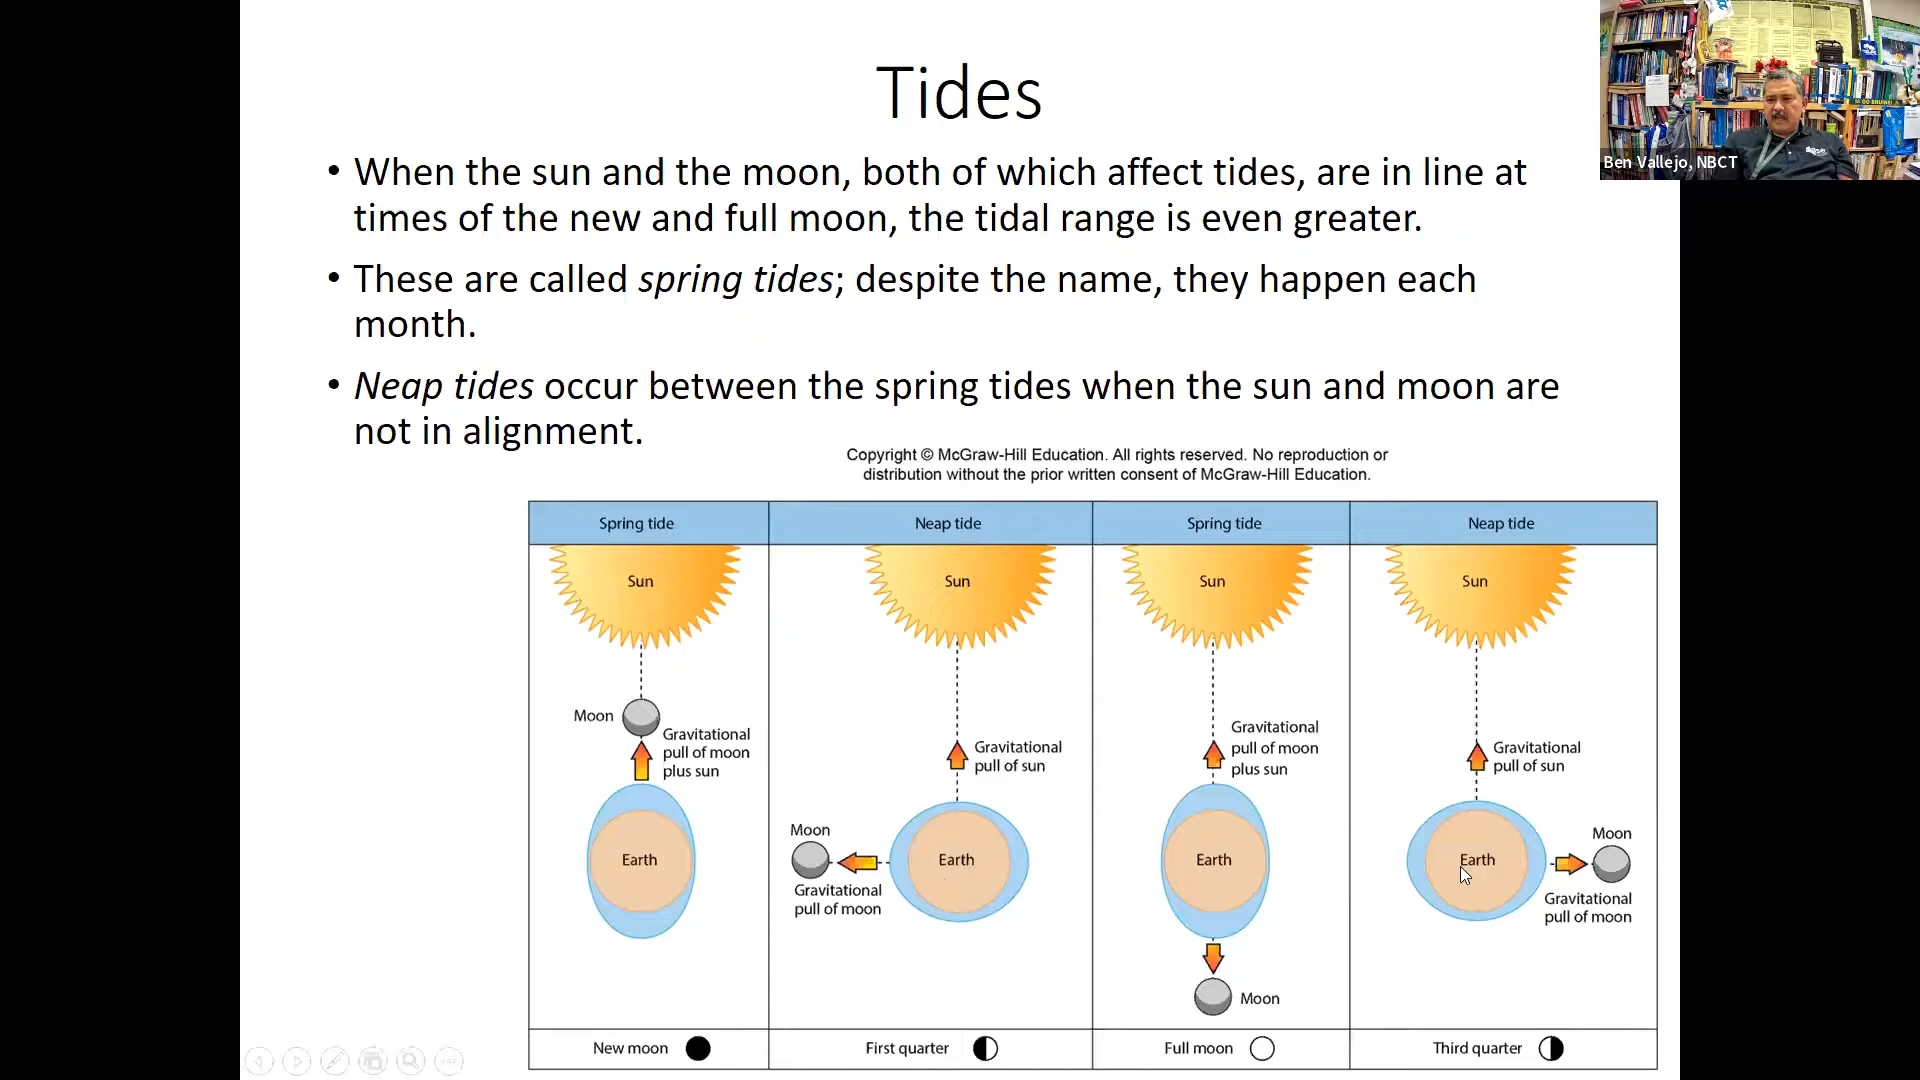 Tides
• When the sun and the moon, both of which affect tides, are in line at
times of the new and full moon, the tidal range is even greater.
• These are called spring tides; despite the name, they happen each
month.
• Neap tides occur between the spring tides when the sun and moon are
not in alignment.
Copyright © McGraw-Hill Education. All rights reserved. No reproduction or
distribution without the prior written consent of McGraw-Hill Education.
Spring tide
Sun
Moon
Gravitational
pull of moon
plus sun
Earth
New moon
Neap tide
Sun
Gravitational
pull of sun
Moon
Gravitational
pull of moon
Earth
First quarter
Spring tide
Sun
Gravitational
pull of moon
plus sun
Earth
Moon
Full moon
Neap tide
Sun
Gravitational
pull of sun
Earth
Moon
Gravitational
pull of moon
Third quarter
GO BRUINS
Ben Vallejo, NBCT